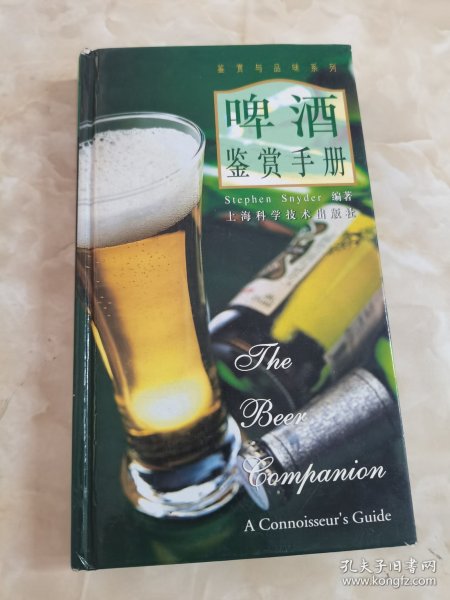 鉴赏与品味系列
啤酒
鉴赏手册
Stephen Snyder 编著
上海科学技术出版社
The
Beer
Companion
A Connoisseur's Guide
孔夫子旧书网
www.kongfz.com